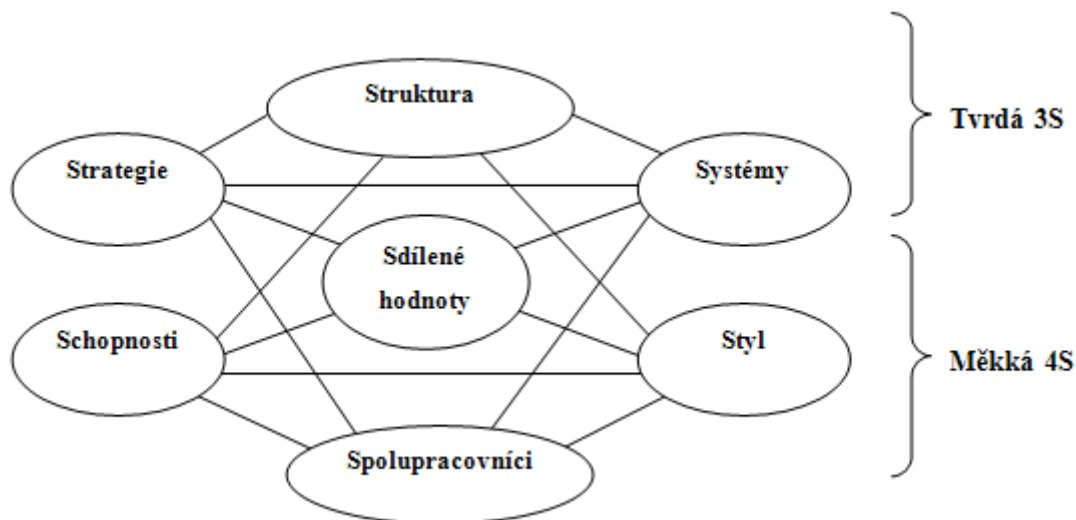 Struktura
Tvrdá 3S
Strategie
Systémy
Sdílené
hodnoty
Schopnosti
Styl
Měkká 4S
Spolupracovníci